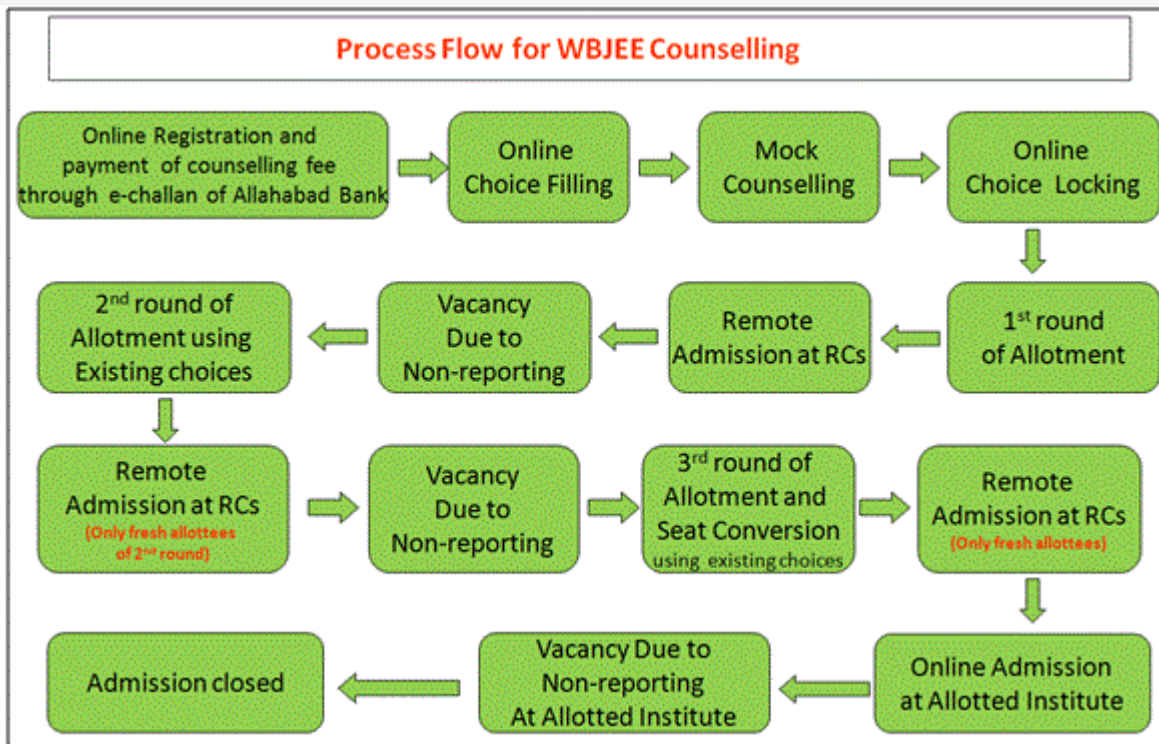 Process Flow for WBJEE Counselling
Online Registration and
payment of counselling fee
through e-challan of Allahabad Bank
Online
Choice Filling
Mock
Counselling
Online
Choice Locking
1st round
of Allotment
Remote
Admission at RCs
Vacancy
Due to
Non-reporting
2nd round of
Allotment using
Existing choices
Remote
Admission at RCs
(Only fresh allottees
of 2nd round)
Vacancy
Due to
Non-reporting
3rd round of
Allotment and
Seat Conversion
using existing choices
Remote
Admission at RCs
(Only fresh allottees)
Online Admission
at Allotted Institute
Vacancy Due to
Non-reporting
At Allotted Institute
Admission closed